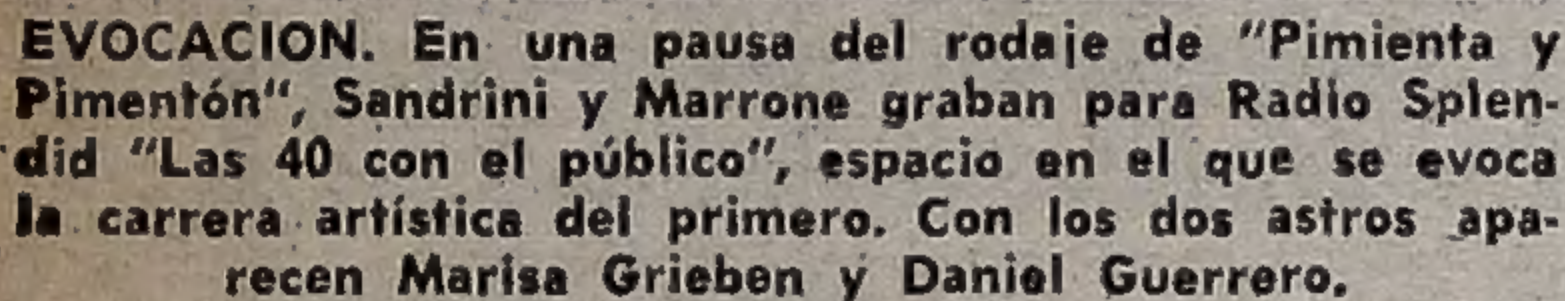 EVOCACION. En una pausa del rodaje de "Pimienta y
Pimentón", Sandrini y Marrone graban para Radio Splen-
did "Las 40 con el público", espacio en el que se evoca
la carrera artística del primero. Con los dos astros apa-
recen Marisa Grieben y Daniel Guerrero.